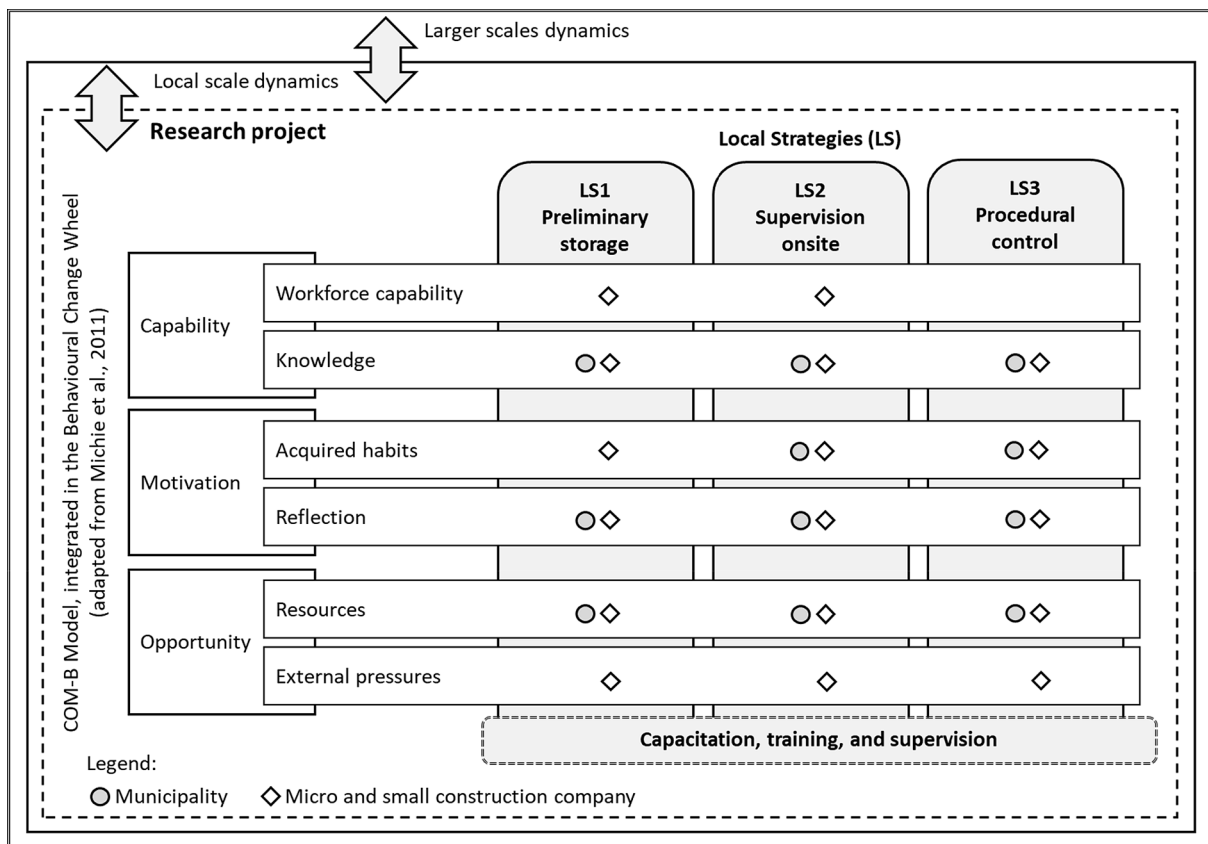 Larger scales dynamics
Local scale dynamics
Research project
Local Strategies (LS)
LS1
Preliminary
storage
LS2
Supervision
onsite
LS3
Procedural
control
COM-B Model, integrated in the Behavioural Change Wheel
(adapted from Michie et al., 2011)
Capability
Workforce capability
Knowledge
Motivation
Acquired habits
Reflection
Opportunity
Resources
External pressures
Capacitation, training, and supervision
Legend:
Municipality
Micro and small construction company